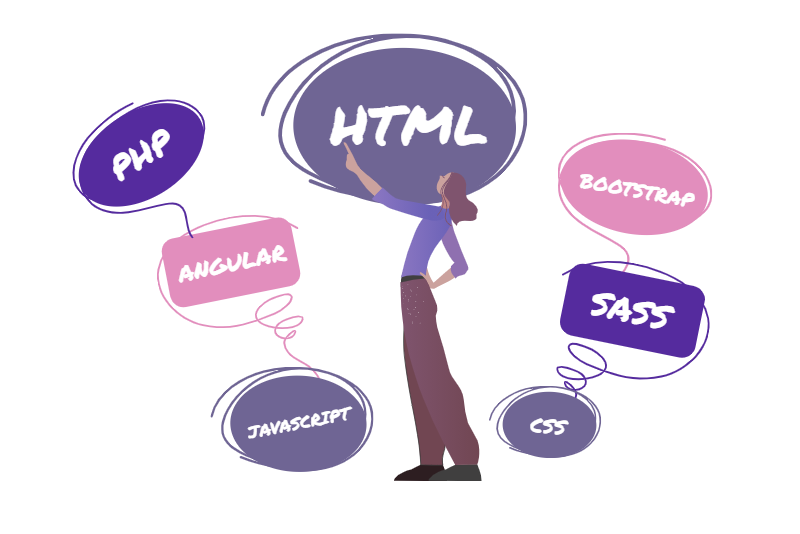 HTML
PHP
BOOTSTRAP
ANGULAR
SASS
JAVASCRIPT
CSS